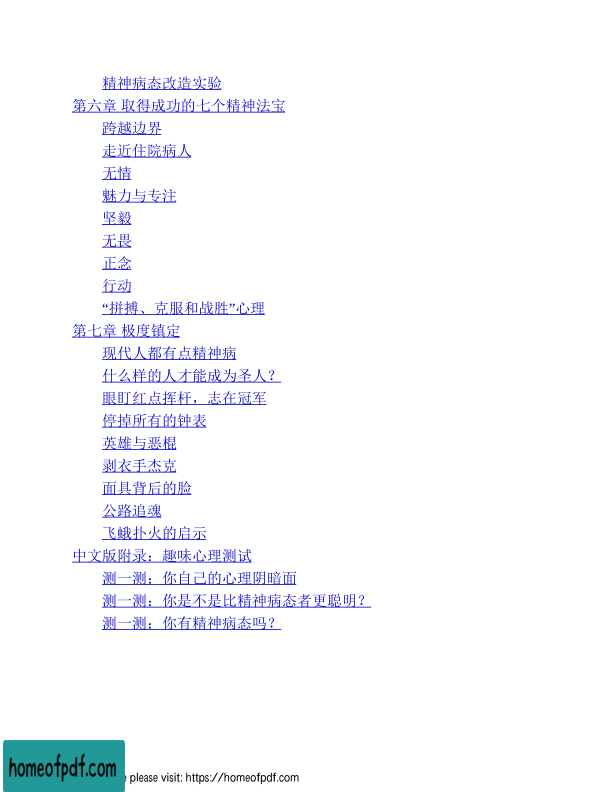 精神病态改造实验
第六章 取得成功的七个精神法宝
跨越边界
走近住院病人
无情
魅力与专注
坚毅
无畏
正念
行动
“拼搏、克服和战胜”心理
第七章 极度镇定
现代人都有点精神病
什么样的人才能成为圣人？
眼盯红点挥杆，志在冠军
停掉所有的钟表
英雄与恶棍
剥衣手杰克
面具背后的脸
公路追魂
飞蛾扑火的启示
中文版附录：趣味心理测试
测一测：你自己的心理阴暗面
测一测：你是不是比精神病态者更聪明？
测一测：你有精神病态吗？
homeofpdf.com
please visit: https://homeofpdf.com